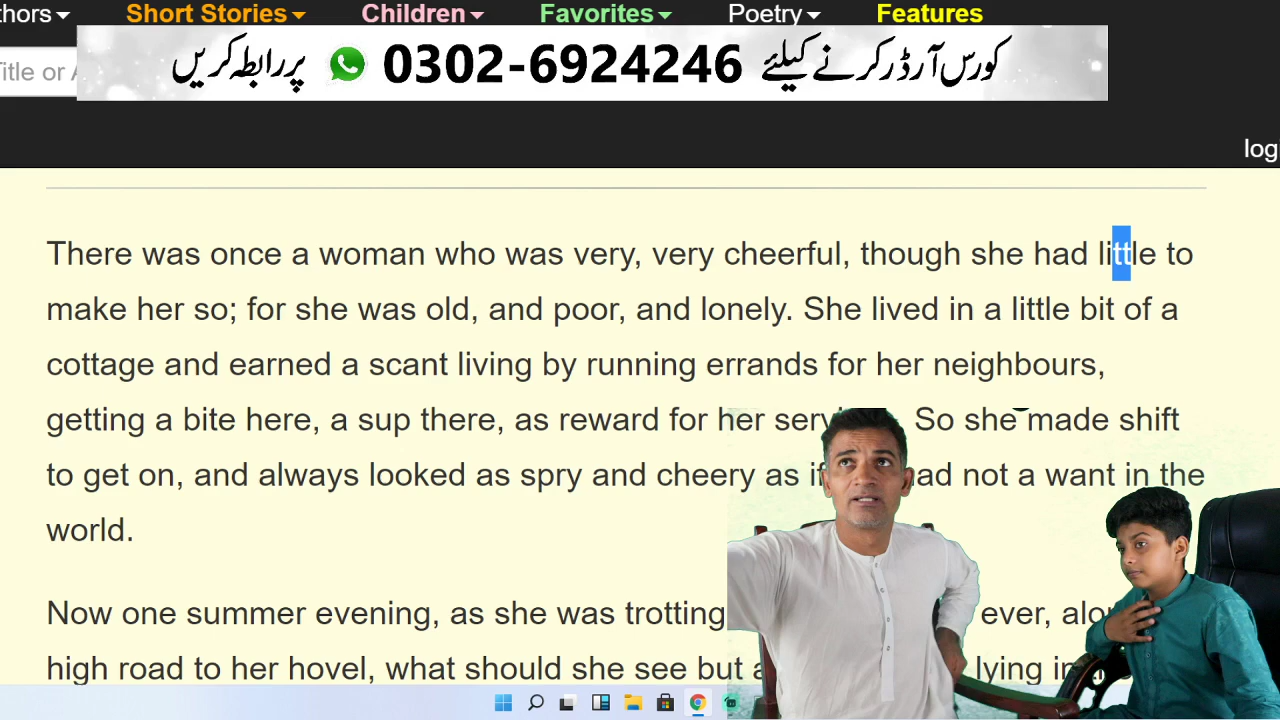 thors Short Stories Children Favorites Poetry Features
Title or A
کورس آرڈر کرنے کیلئے 0302-6924246 پر رابطہ کریں
log
There was once a woman who was very, very cheerful, though she had little to
make her so; for she was old, and poor, and lonely. She lived in a little bit of a
cottage and earned a scant living by running errands for her neighbours,
getting a bite here, a sup there, as reward for her serv So she made shift
to get on, and always looked as spry and cheery as if ad not a want in the
world.
Now one summer evening, as she was trotting ever, alo
high road to her hovel, what should she see but a lying in